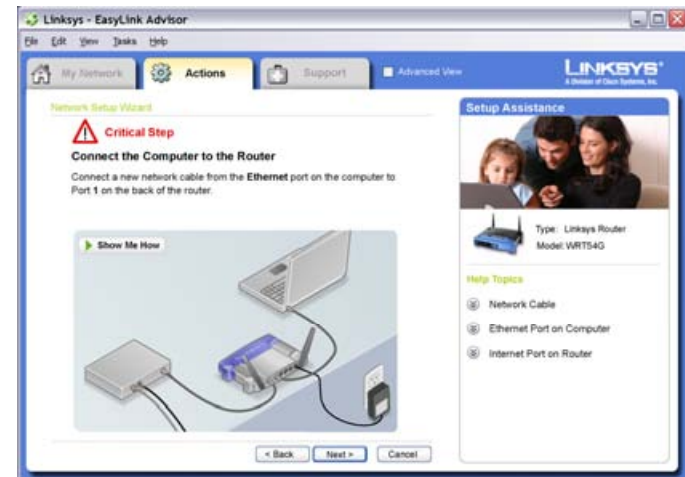 Linksys - EasyLink Advisor
File Edit View Tasks Help
My Network
Actions
Support
Advanced View
LINKSYS®
A Division of Cisco Systems, Inc.
Network Setup Wizard
Critical Step
Connect the Computer to the Router
Connect a new network cable from the Ethernet port on the computer to
Port 1 on the back of the router.
Show Me How
< Back
Next >
Cancel
Setup Assistance
Type: Linksys Router
Model: WRT54G
Help Topics
Network Cable
Ethernet Port on Computer
Internet Port on Router